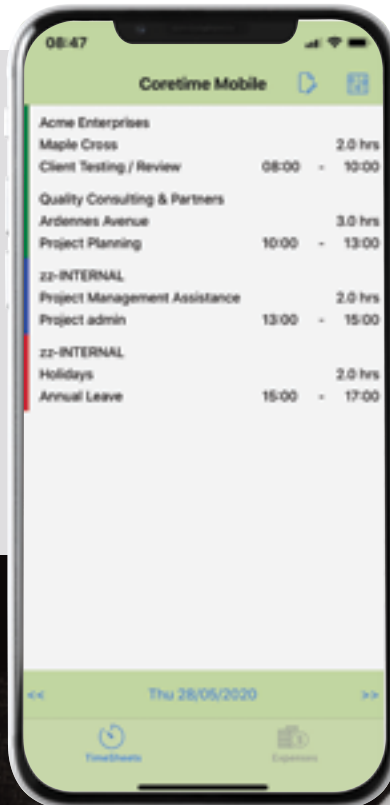 08:47
Coretime Mobile
Acme Enterprises
Maple Cross 2.0 hrs
Client Testing / Review 08:00 - 10:00
Quality Consulting & Partners
Ardennes Avenue 3.0 hrs
Project Planning 10:00 - 13:00
zz-INTERNAL
Project Management Assistance 2.0 hrs
Project admin 13:00 - 15:00
zz-INTERNAL
Holidays 2.0 hrs
Annual Leave 15:00 - 17:00
<< Thu 28/05/2020 >>
TimeSheets Expenses